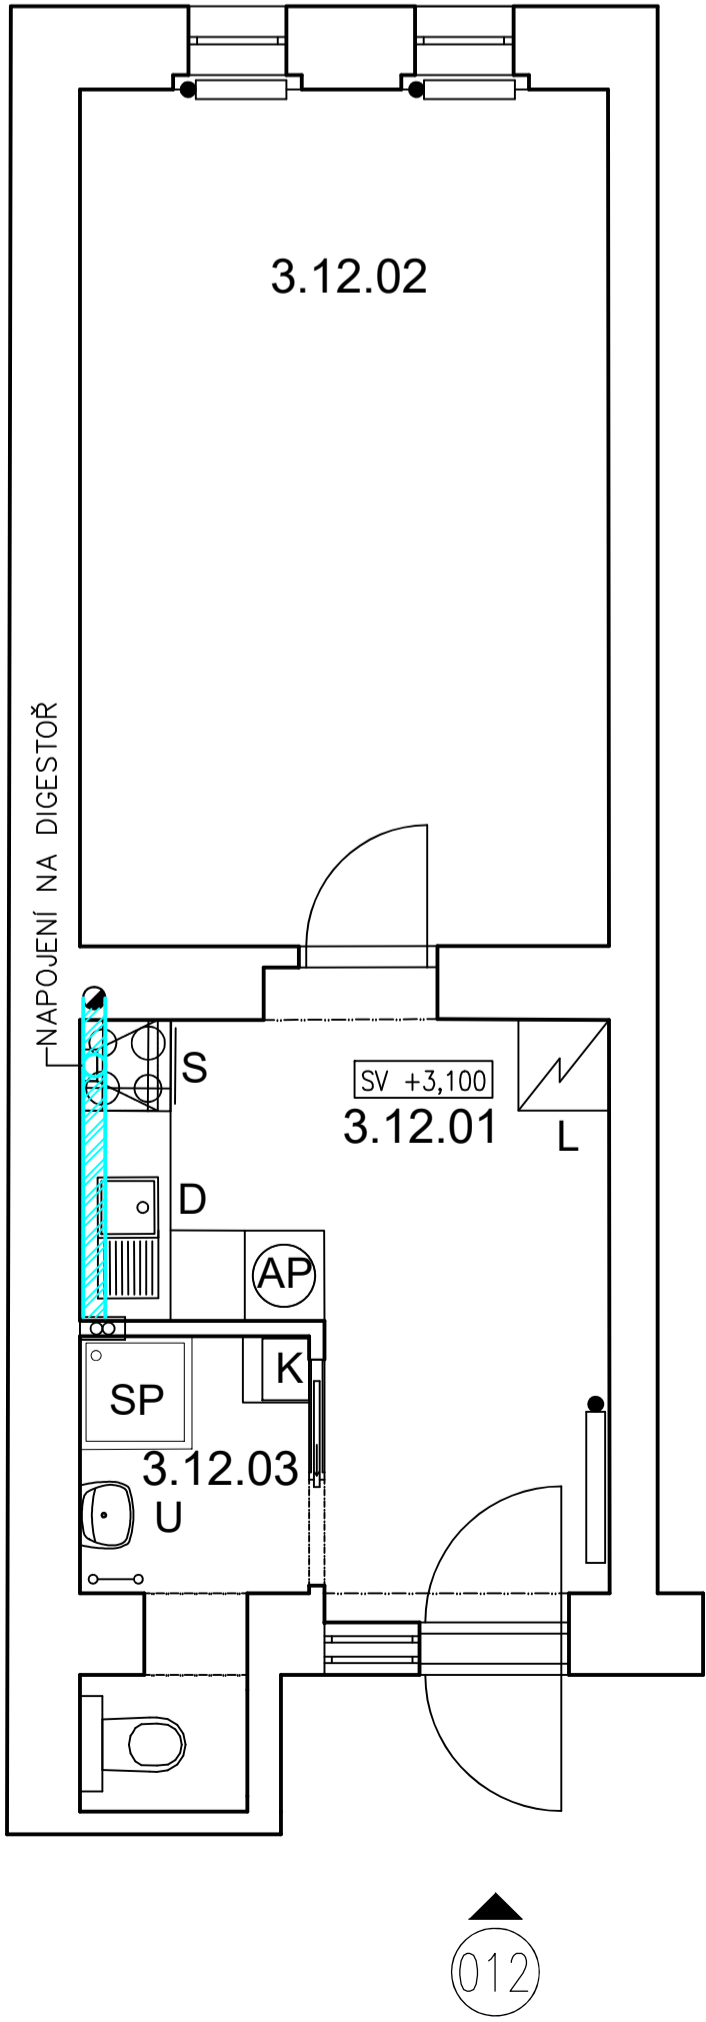 3.12.02
NAPOJENÍ NA DIGESTOŘ
S
SV +3,100
3.12.01
L
D
AP
K
SP
3.12.03
U
012